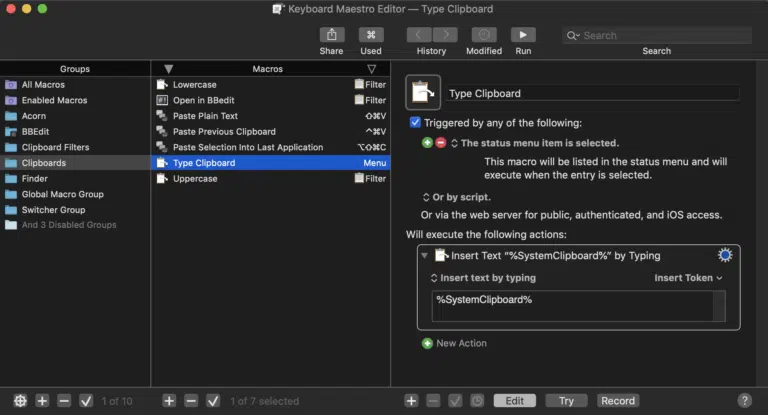 Keyboard Maestro Editor — Type Clipboard
Share Used History Modified Run Search
Search
Groups
All Macros
Enabled Macros
Acorn
BBEdit
Clipboard Filters
Clipboards
Finder
Global Macro Group
Switcher Group
And 3 Disabled Groups
Macros
Lowercase Filter
Open in BBedit Filter
Paste Plain Text ⇧⌘V
Paste Previous Clipboard ^⌘V
Paste Selection Into Last Application ⌥⇧⌘C
Type Clipboard Menu
Uppercase Filter
Type Clipboard
Triggered by any of the following:
The status menu item is selected.
This macro will be listed in the status menu and will
execute when the entry is selected.
Or by script.
Or via the web server for public, authenticated, and iOS access.
Will execute the following actions:
Insert Text “%SystemClipboard%” by Typing
Insert text by typing Insert Token
%SystemClipboard%
New Action
1 of 10
1 of 7 selected
Edit Try Record ?